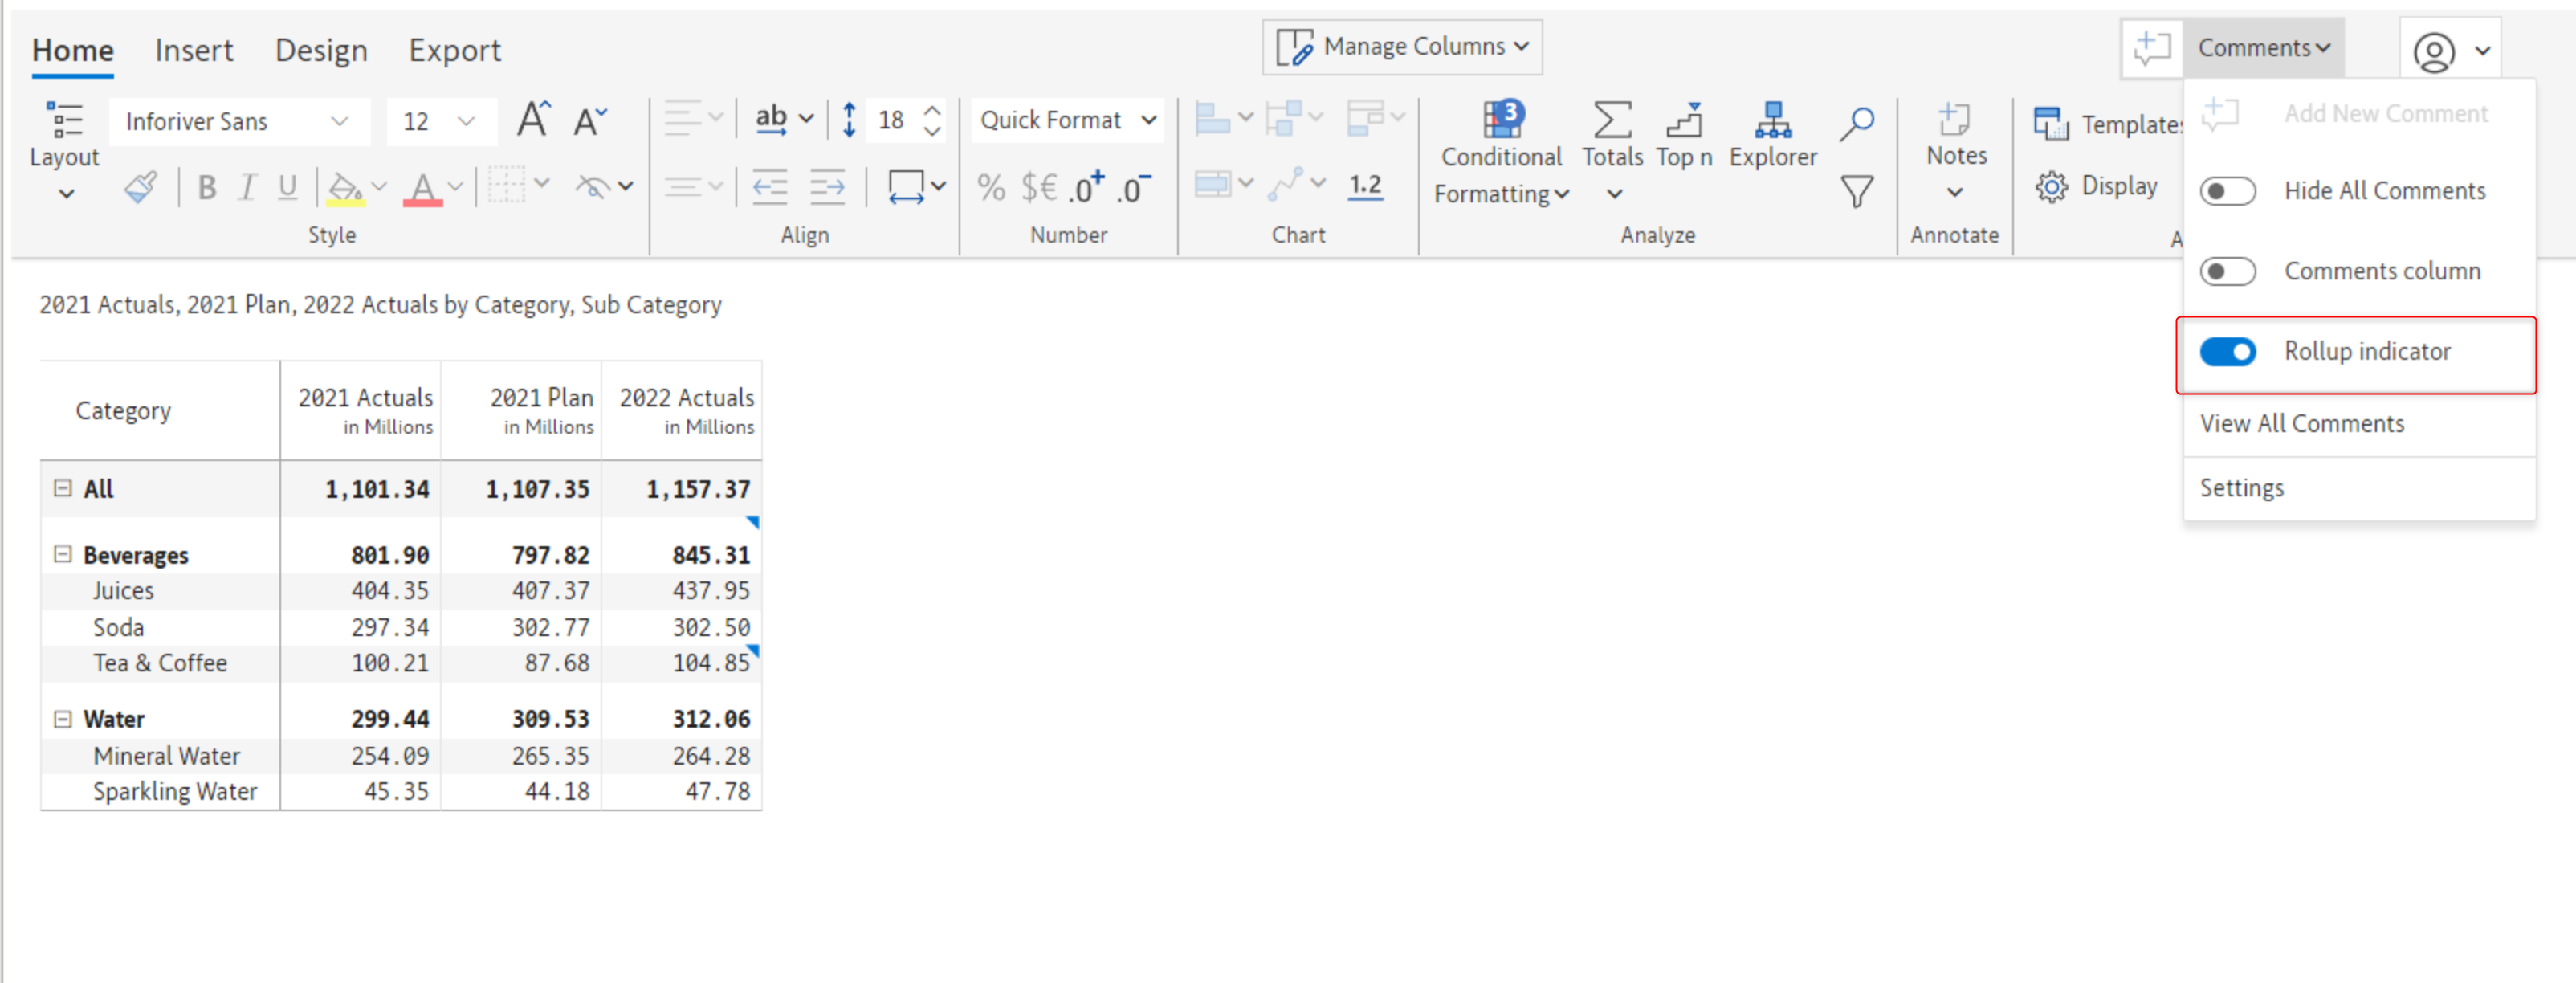 Home Insert Design Export
Manage Columns
Comments
Inforiver Sans 12
ab 18
Quick Format
3
Layout
Conditional Formatting
Totals
Top n
Explorer
Notes
Templates
Display
B I U A
% $€ .0+ .0-
1.2
Style Align Number Chart Analyze Annotate A
Add New Comment
Hide All Comments
Comments column
Rollup indicator
View All Comments
Settings
2021 Actuals, 2021 Plan, 2022 Actuals by Category, Sub Category
Category 2021 Actuals in Millions 2021 Plan in Millions 2022 Actuals in Millions
All 1,101.34 1,107.35 1,157.37
Beverages 801.90 797.82 845.31
Juices 404.35 407.37 437.95
Soda 297.34 302.77 302.50
Tea & Coffee 100.21 87.68 104.85
Water 299.44 309.53 312.06
Mineral Water 254.09 265.35 264.28
Sparkling Water 45.35 44.18 47.78